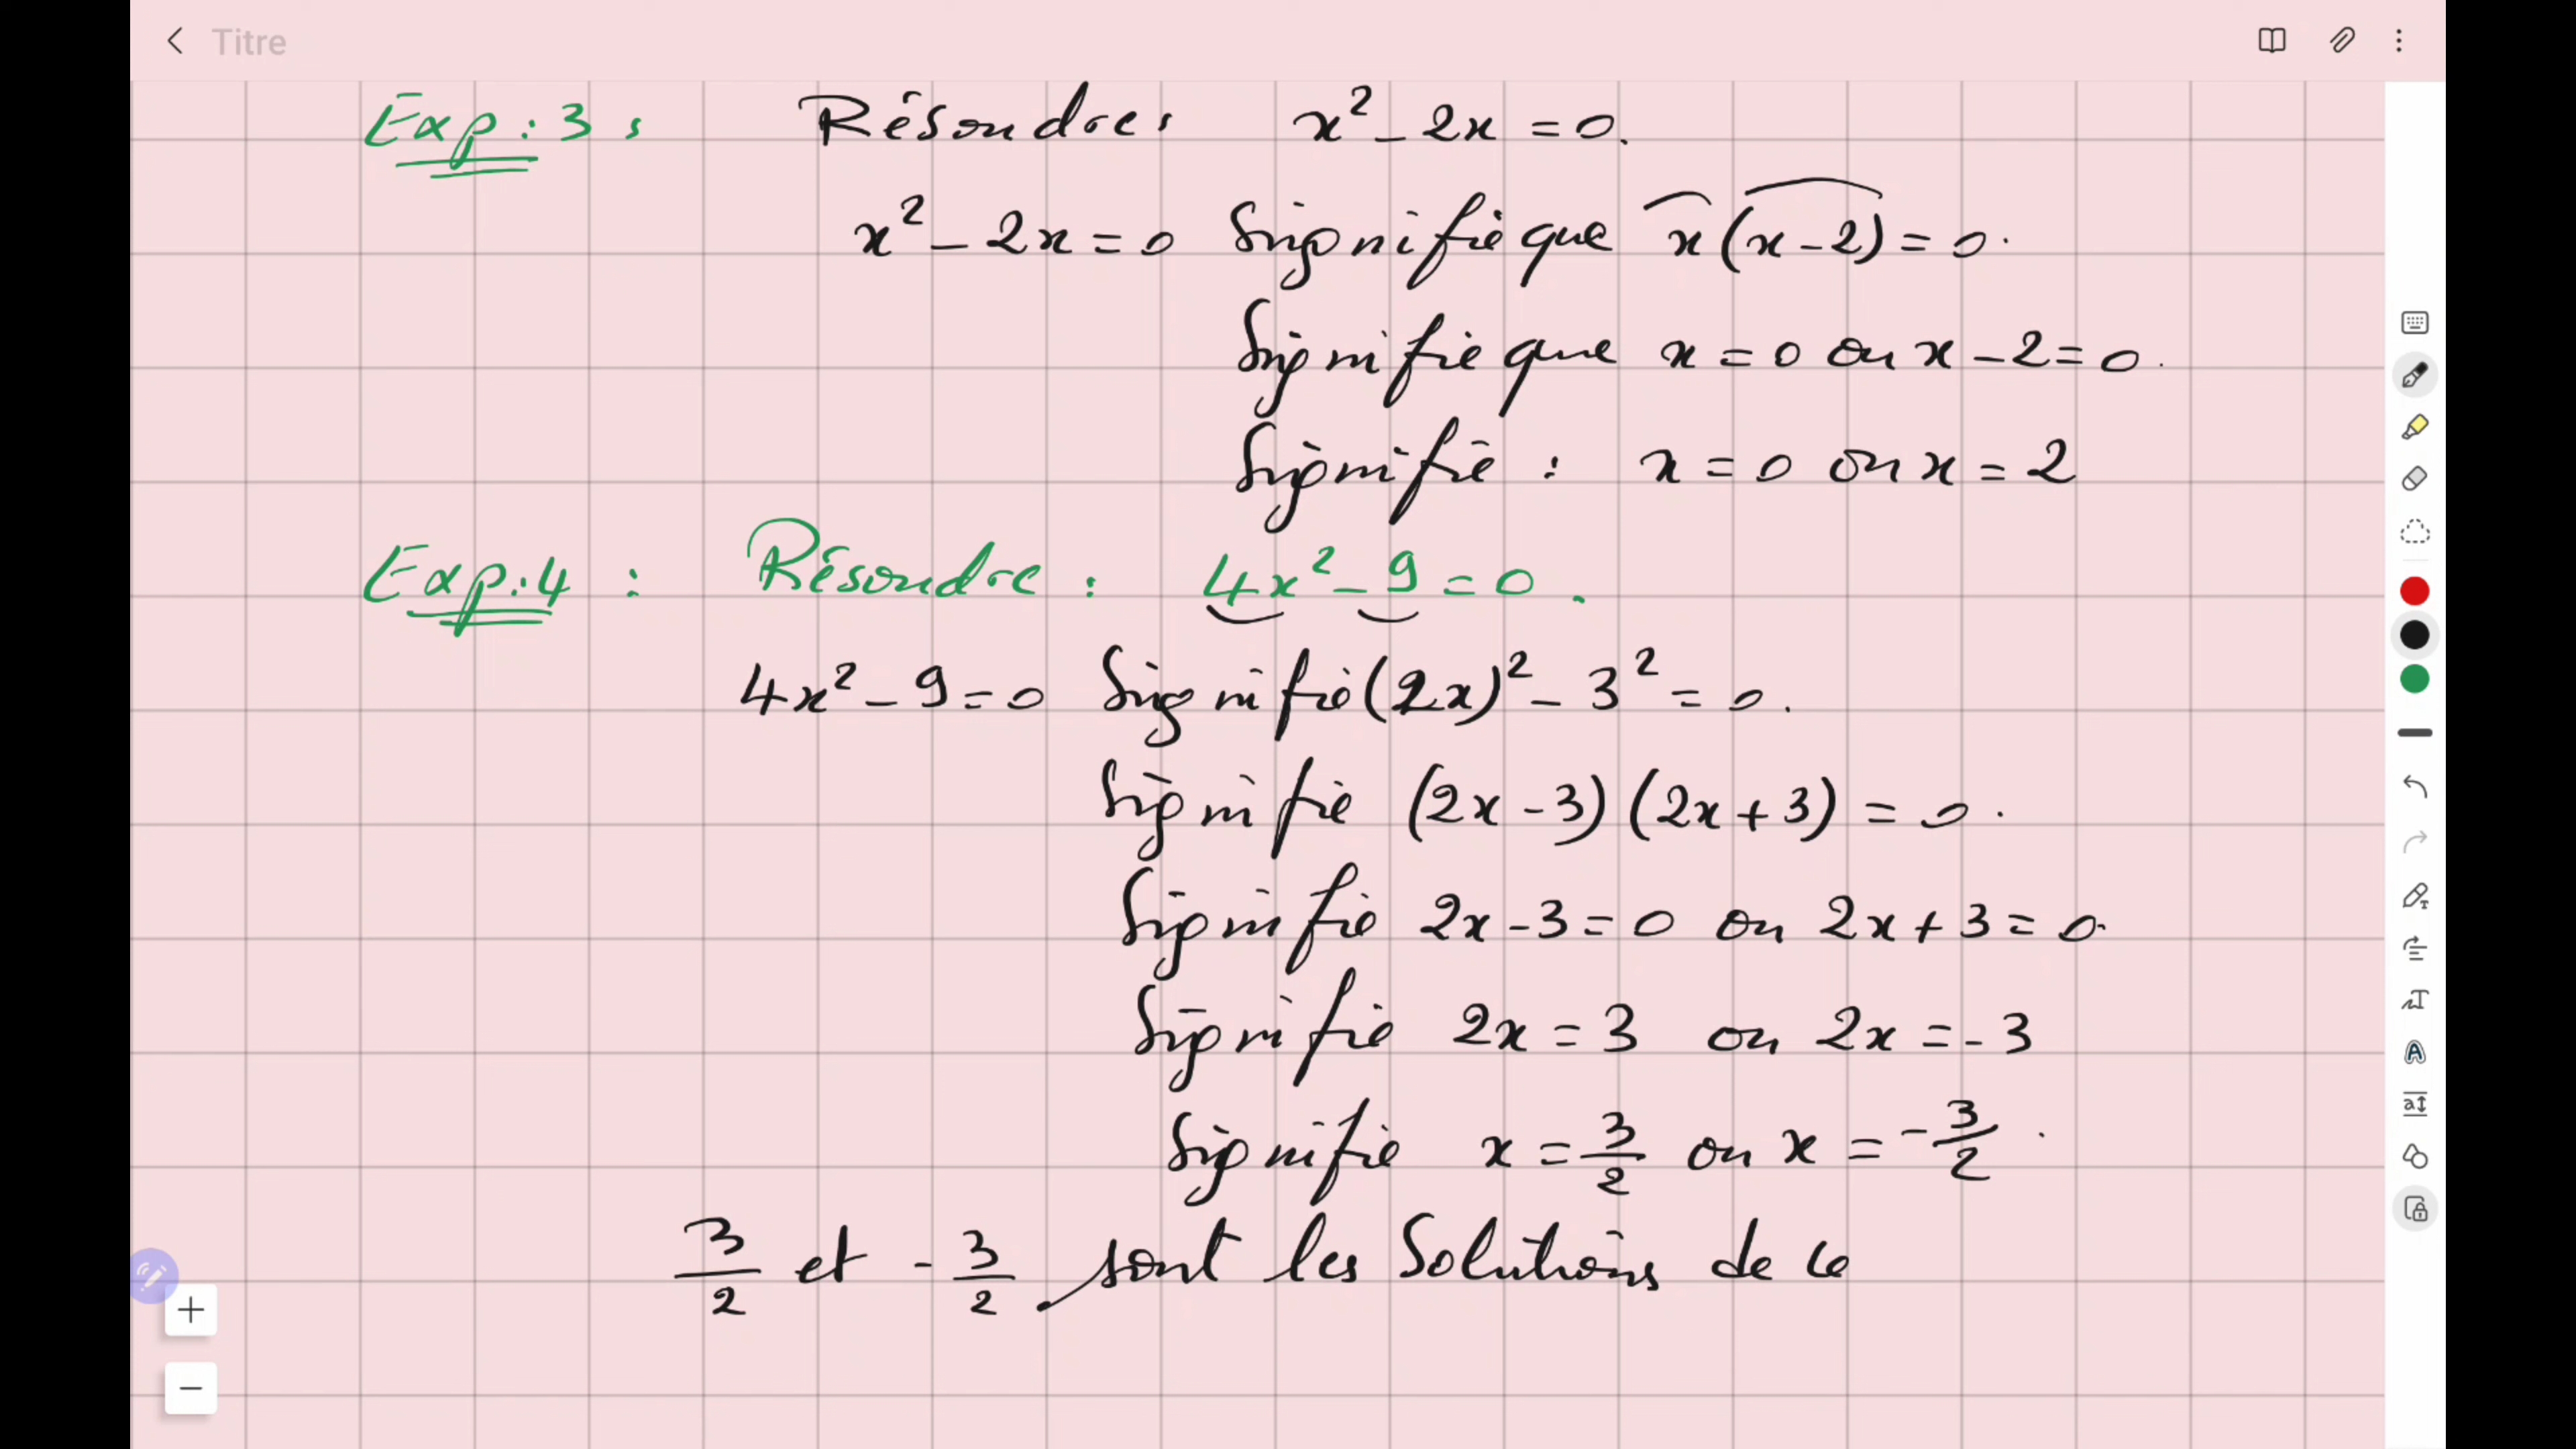 Titre
Exp:3: Résoudre: x² - 2x = 0.
x² - 2x = 0 Signifie que x(x-2) = 0.
Signifie que x = 0 ou x - 2 = 0.
Signifie : x = 0 ou x = 2
Exp:4 : Résoudre : 4x² - 9 = 0.
4x² - 9 = 0 Signifie (2x)² - 3² = 0.
Signifie (2x - 3)(2x + 3) = 0.
Signifie 2x - 3 = 0 ou 2x + 3 = 0.
Signifie 2x = 3 ou 2x = -3
Signifie x = 3/2 ou x = -3/2.
3/2 et -3/2 sont les Solutions de ce